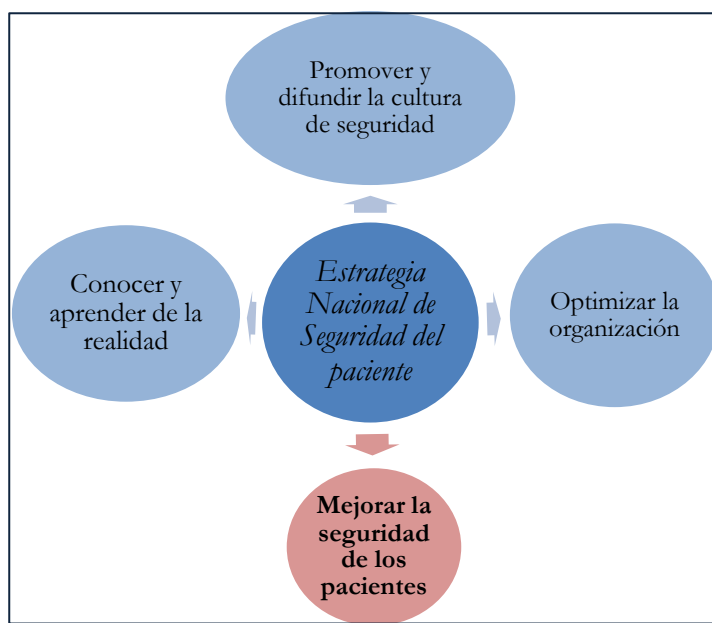 Promover y
difundir la cultura
de seguridad
Conocer y
aprender de la
realidad
Estrategia
Nacional de
Seguridad del
paciente
Optimizar la
organización
Mejorar la
seguridad
de los
pacientes